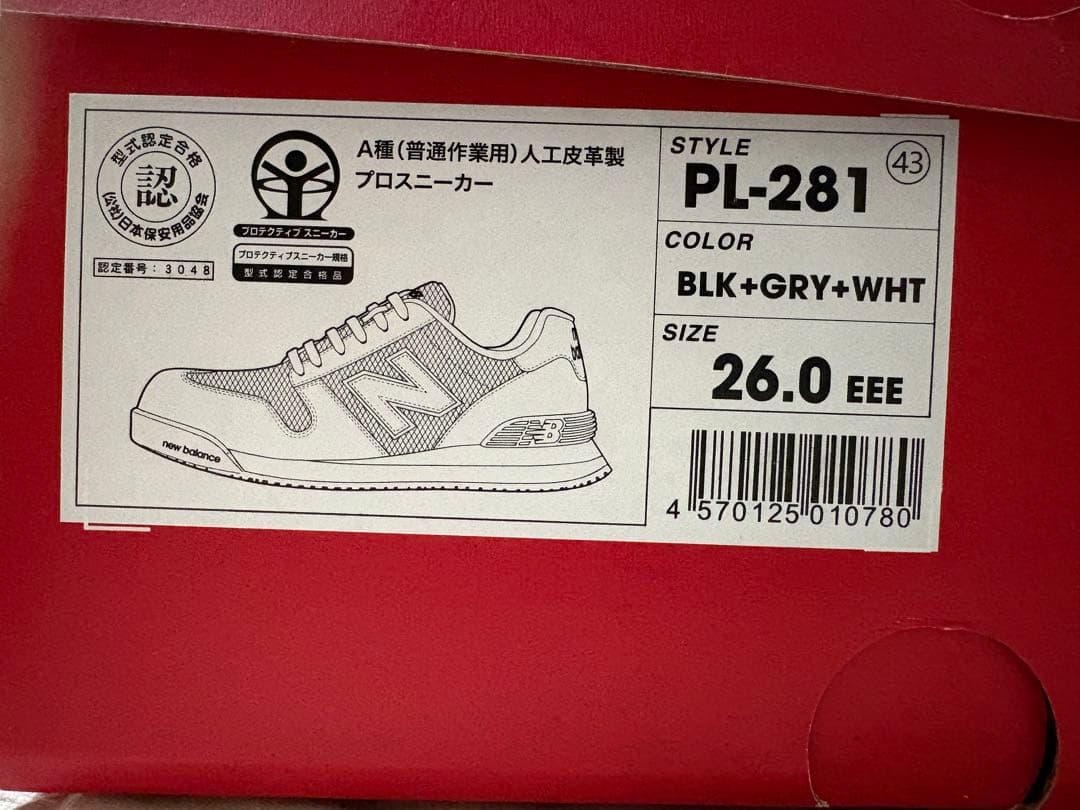 型式認定合格
認
(公社)日本保安用品協会
認定番号：3048
プロテクティブ スニーカー
プロテクティブスニーカー規格
型式認定合格品
A種(普通作業用)人工皮革製
プロスニーカー
N
NB
new balance
STYLE
PL-281
43
COLOR
BLK+GRY+WHT
SIZE
26.0 EEE
4 570125 010780